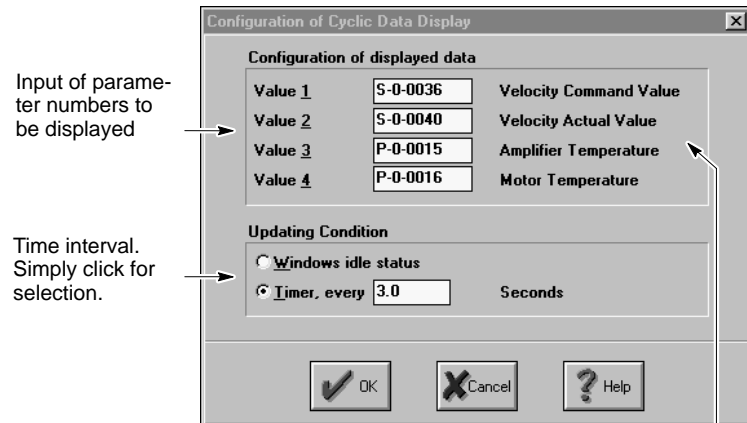 Configuration of Cyclic Data Display
Configuration of displayed data
Input of parame-
ter numbers to
be displayed
Value 1 S-0-0036 Velocity Command Value
Value 2 S-0-0040 Velocity Actual Value
Value 3 P-0-0015 Amplifier Temperature
Value 4 P-0-0016 Motor Temperature
Time interval.
Simply click for
selection.
Updating Condition
Windows idle status
Timer, every 3.0 Seconds
OK Cancel Help